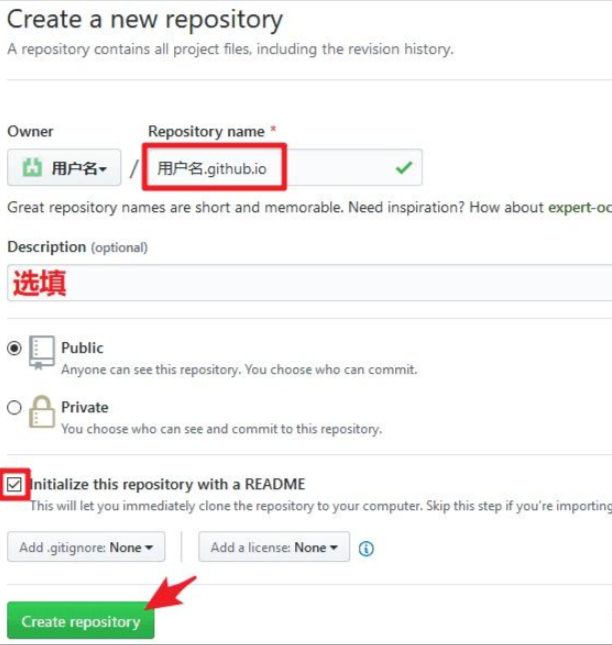 Create a new repository
A repository contains all project files, including the revision history.
Owner
Repository name *
用户名 / 用户名.github.io
Great repository names are short and memorable. Need inspiration? How about expert-oc
Description (optional)
选填
Public
Anyone can see this repository. You choose who can commit.
Private
You choose who can see and commit to this repository.
Initialize this repository with a README
This will let you immediately clone the repository to your computer. Skip this step if you're importing
Add .gitignore: None
Add a license: None
Create repository